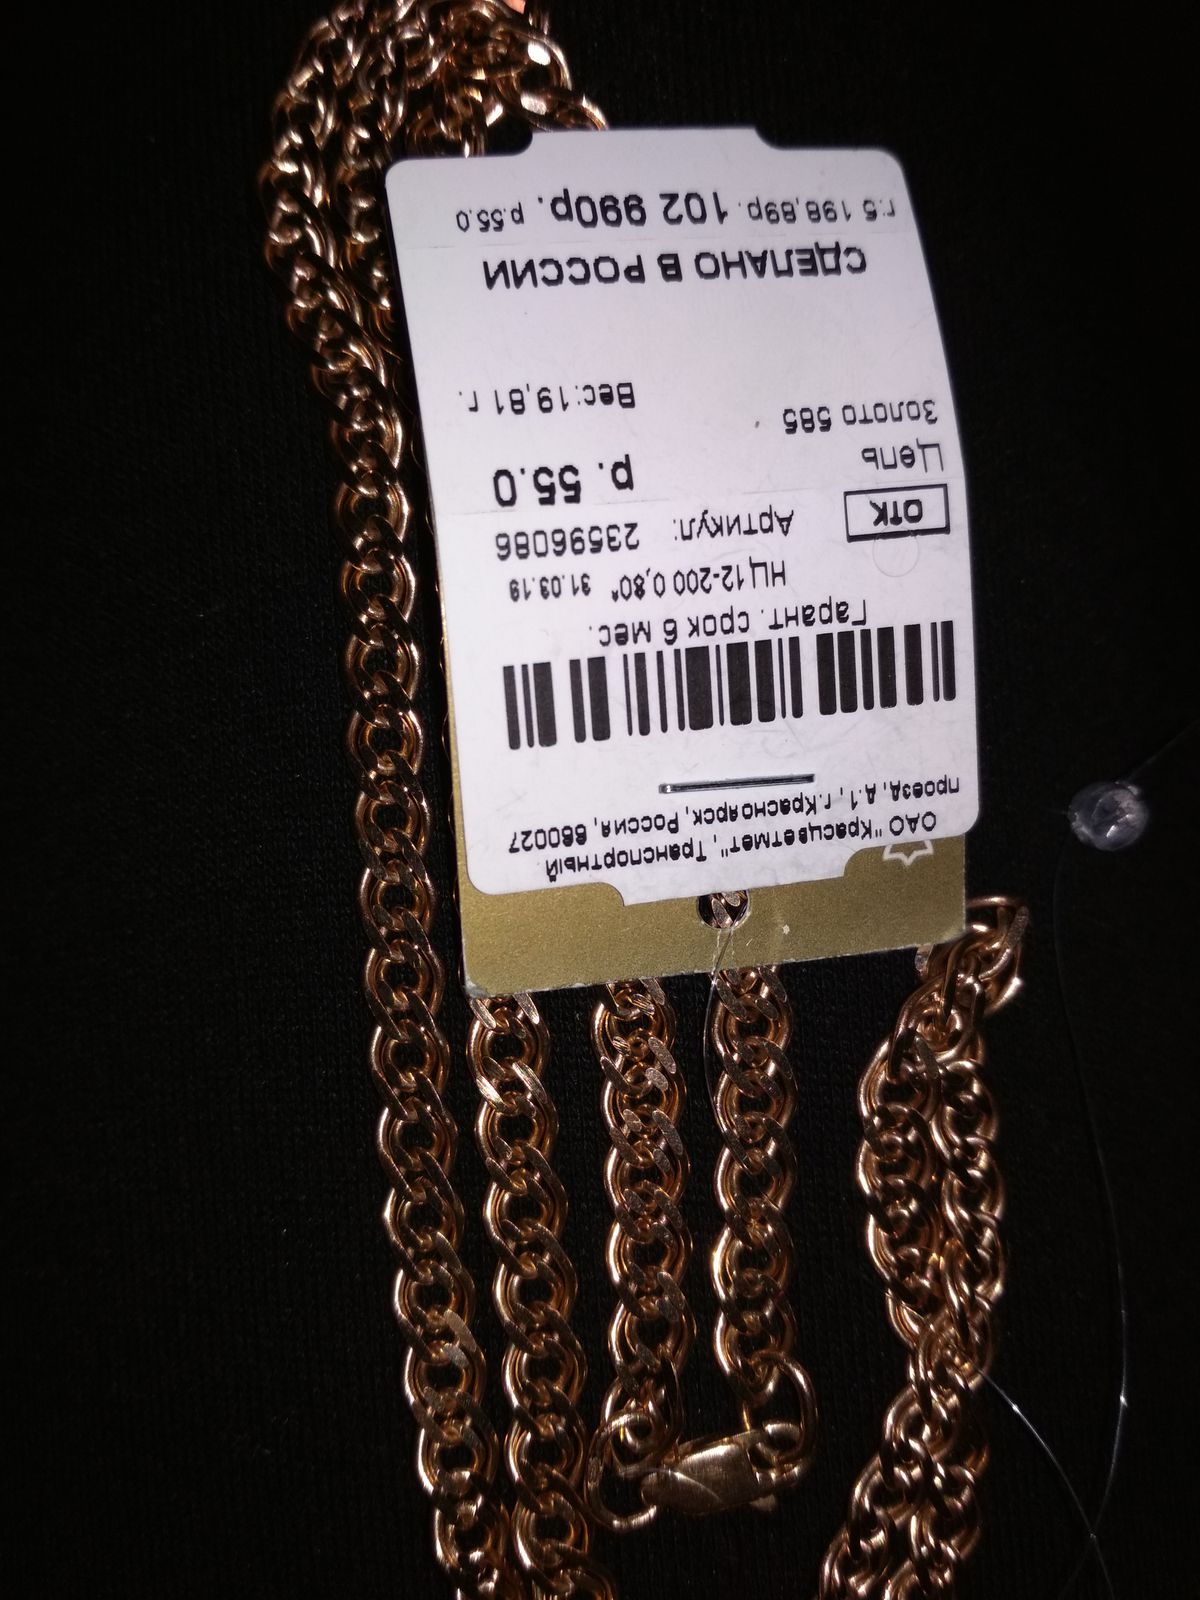 ОАО "Красцветмет", Транспортный
проезд, д.1, г.Красноярск, Россия, 660027
Гарант. срок 6 мес.
НЦ12-200 0,80* 31.03.19
ОТК Артикул: 23596086
Цепь р. 55.0
Золото 585
Вес:19,81 г.
СДЕЛАНО В РОССИИ
г:5 198,89р. 102 990р. р.55.0